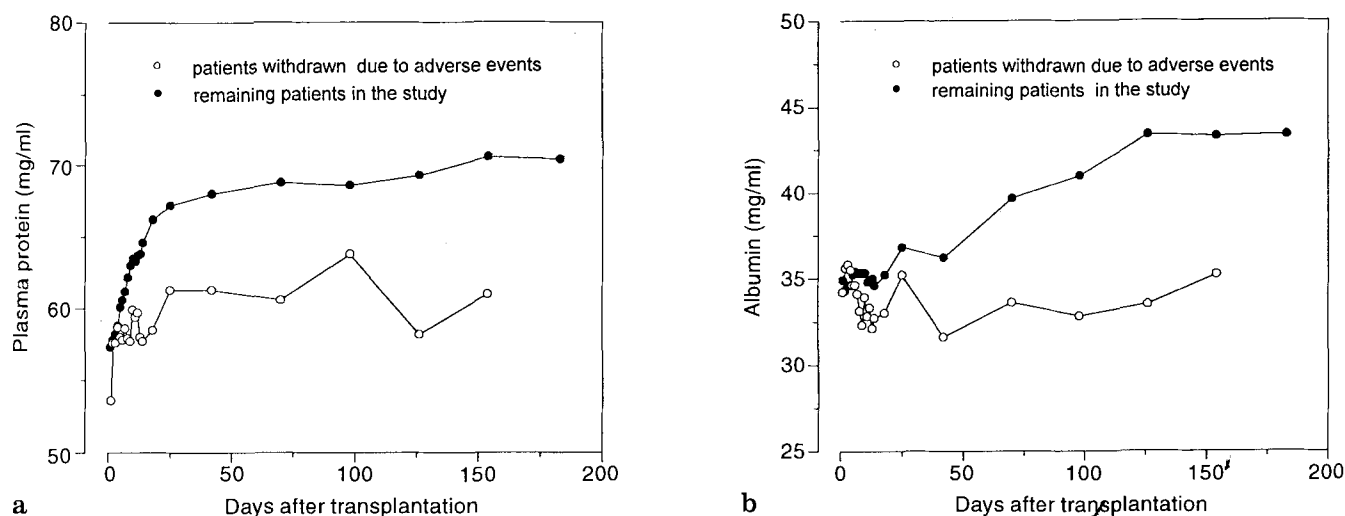 80
70
60
50
Plasma protein (mg/ml)
○ patients withdrawn due to adverse events
● remaining patients in the study
0 50 100 150 200
Days after transplantation
a
50
45
40
35
30
25
Albumin (mg/ml)
○ patients withdrawn due to adverse events
● remaining patients in the study
0 50 100 150 200
Days after transplantation
b